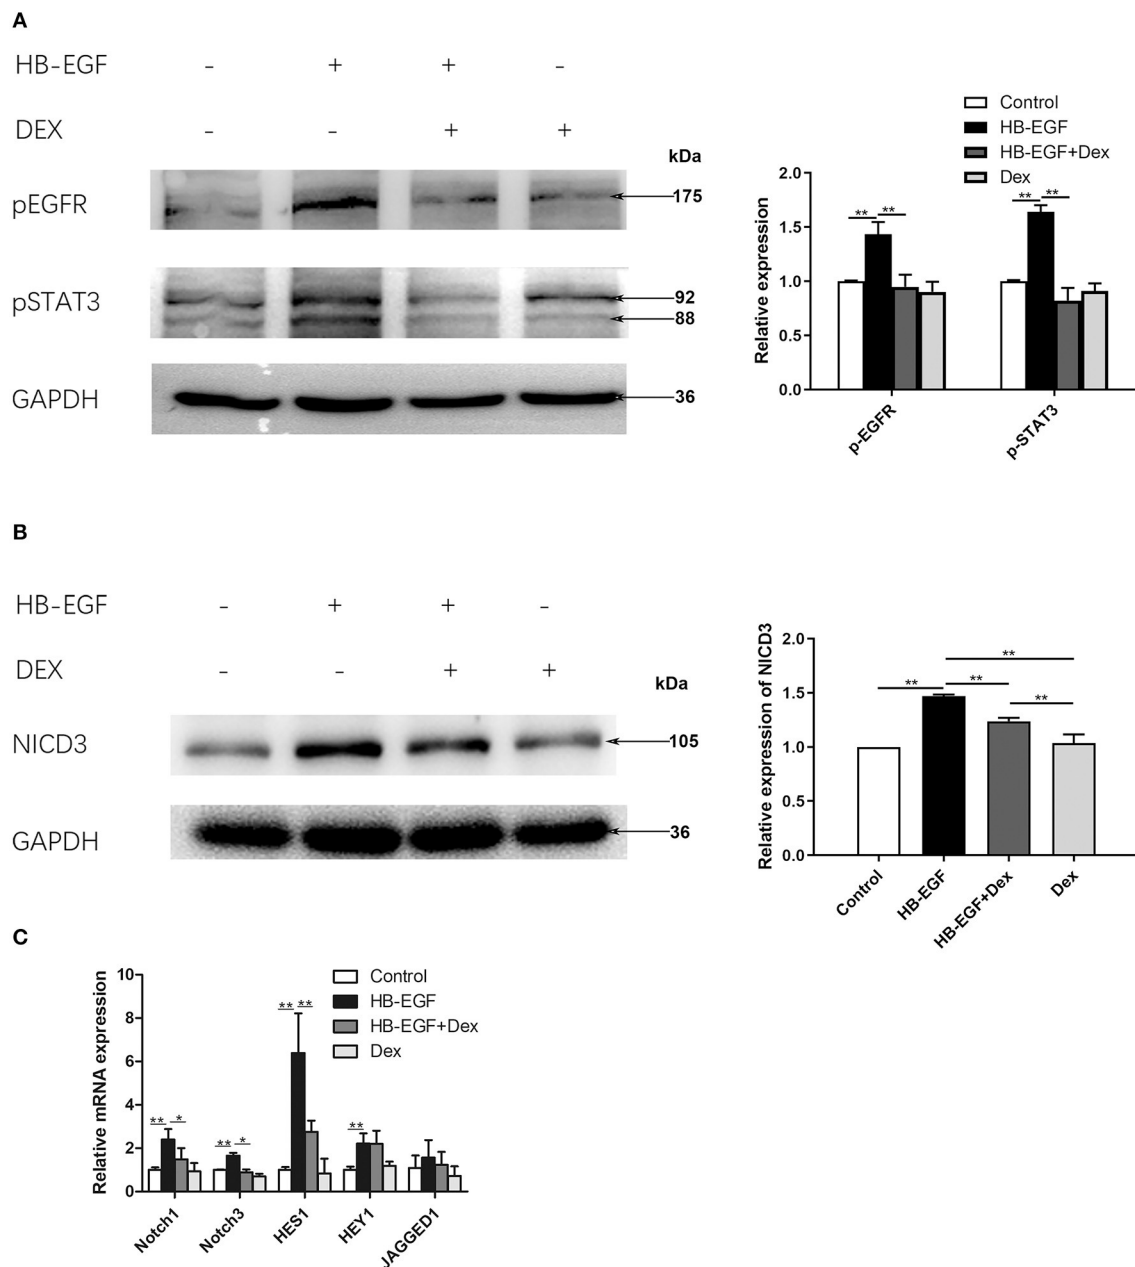 A
HB-EGF - + + -
DEX - - + +
kDa
pEGFR 175
pSTAT3 92
88
GAPDH 36
Control
HB-EGF
HB-EGF+Dex
Dex
Relative expression
2.0
1.5
1.0
0.5
0.0
** ** ** **
p-EGFR p-STAT3
B
HB-EGF - + + -
DEX - - + +
kDa
NICD3 105
GAPDH 36
Relative expression of NICD3
2.0
1.5
1.0
0.5
0.0
**
** ** **
Control HB-EGF HB-EGF+Dex Dex
C
Control
HB-EGF
HB-EGF+Dex
Dex
Relative mRNA expression
10
8
6
4
2
0
** * ** * ** ** **
Notch1 Notch3 HES1 HEY1 JAGGED1